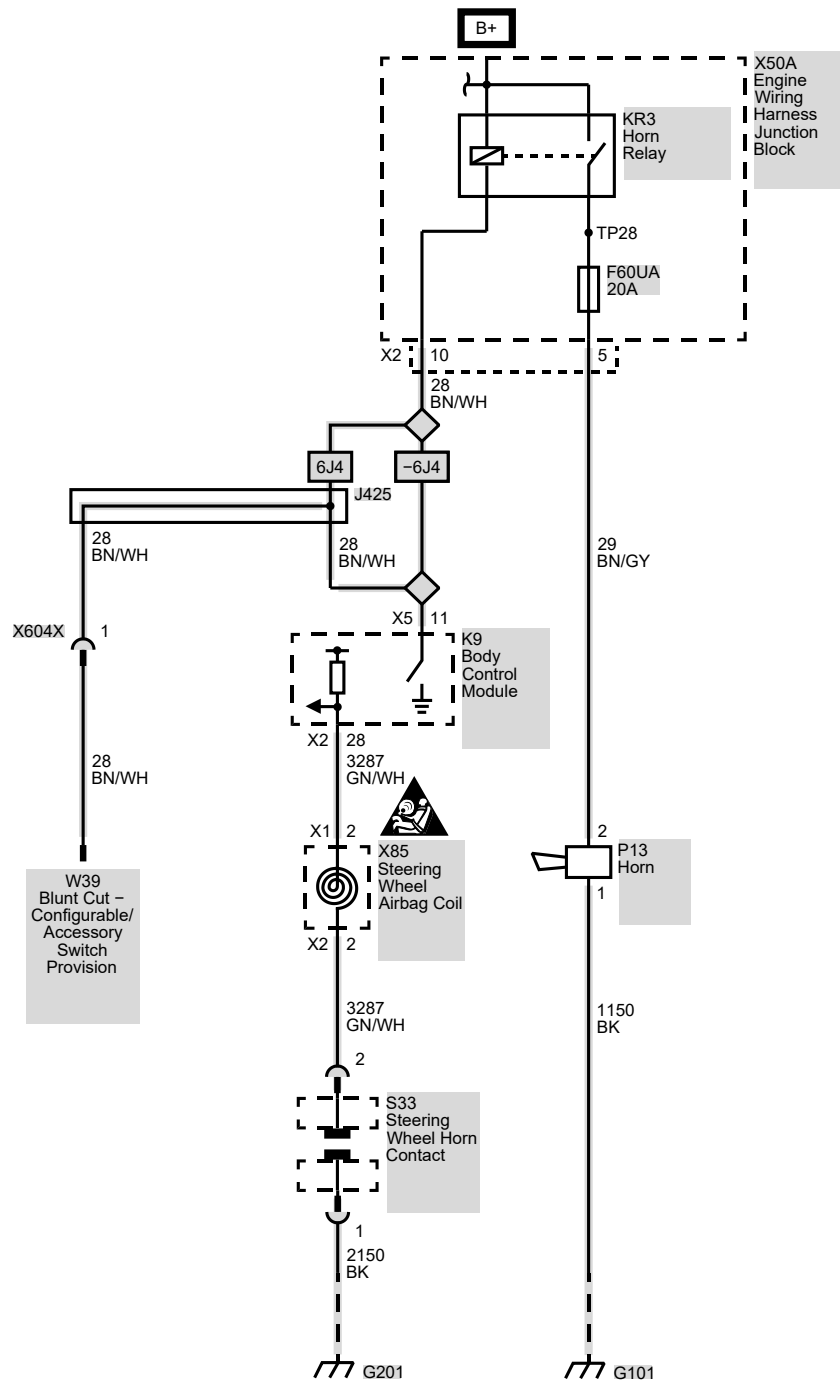 B+
X50A
Engine
Wiring
Harness
Junction
Block
KR3
Horn
Relay
TP28
F60UA
20A
X2 10 5
28
BN/WH
6J4 −6J4
J425
28
BN/WH
28
BN/WH
29
BN/GY
X604X 1
X5 11
K9
Body
Control
Module
X2 28
3287
GN/WH
28
BN/WH
X1 2
X85
Steering
Wheel
Airbag Coil
X2 2
2
P13
Horn
1
W39
Blunt Cut −
Configurable/
Accessory
Switch
Provision
3287
GN/WH
1150
BK
2
S33
Steering
Wheel Horn
Contact
1
2150
BK
G201 G101